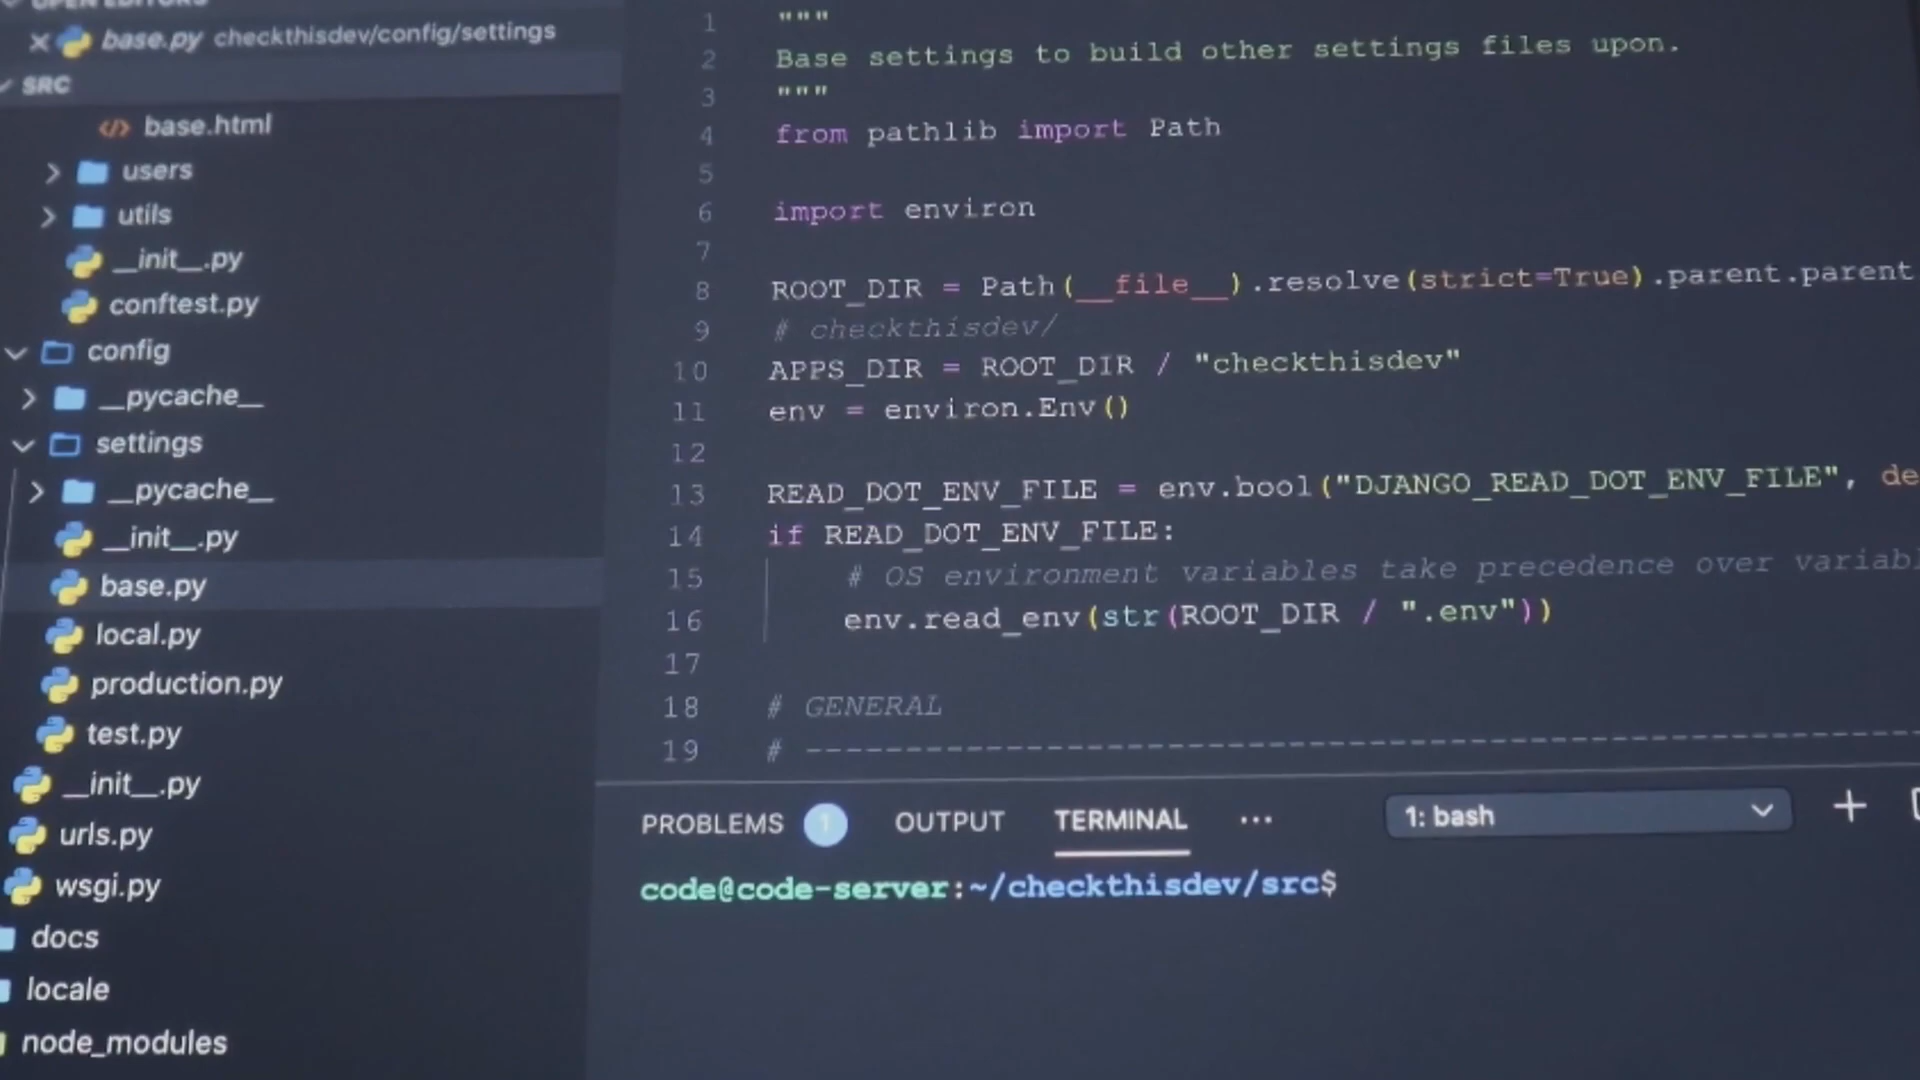 OPEN EDITORS
base.py checkthisdev/config/settings
SRC
base.html
users
utils
__init__.py
conftest.py
config
__pycache__
settings
__pycache__
__init__.py
base.py
local.py
production.py
test.py
__init__.py
urls.py
wsgi.py
docs
locale
node_modules
1 """
2 Base settings to build other settings files upon.
3 """
4 from pathlib import Path
5
6 import environ
7
8 ROOT_DIR = Path(__file__).resolve(strict=True).parent.parent
9 # checkthisdev/
10 APPS_DIR = ROOT_DIR / "checkthisdev"
11 env = environ.Env()
12
13 READ_DOT_ENV_FILE = env.bool("DJANGO_READ_DOT_ENV_FILE", de
14 if READ_DOT_ENV_FILE:
15 # OS environment variables take precedence over variabl
16 env.read_env(str(ROOT_DIR / ".env"))
17
18 # GENERAL
19 # ------------------------------------------------------------
PROBLEMS 1 OUTPUT TERMINAL ... 1: bash
code@code-server:~/checkthisdev/src$